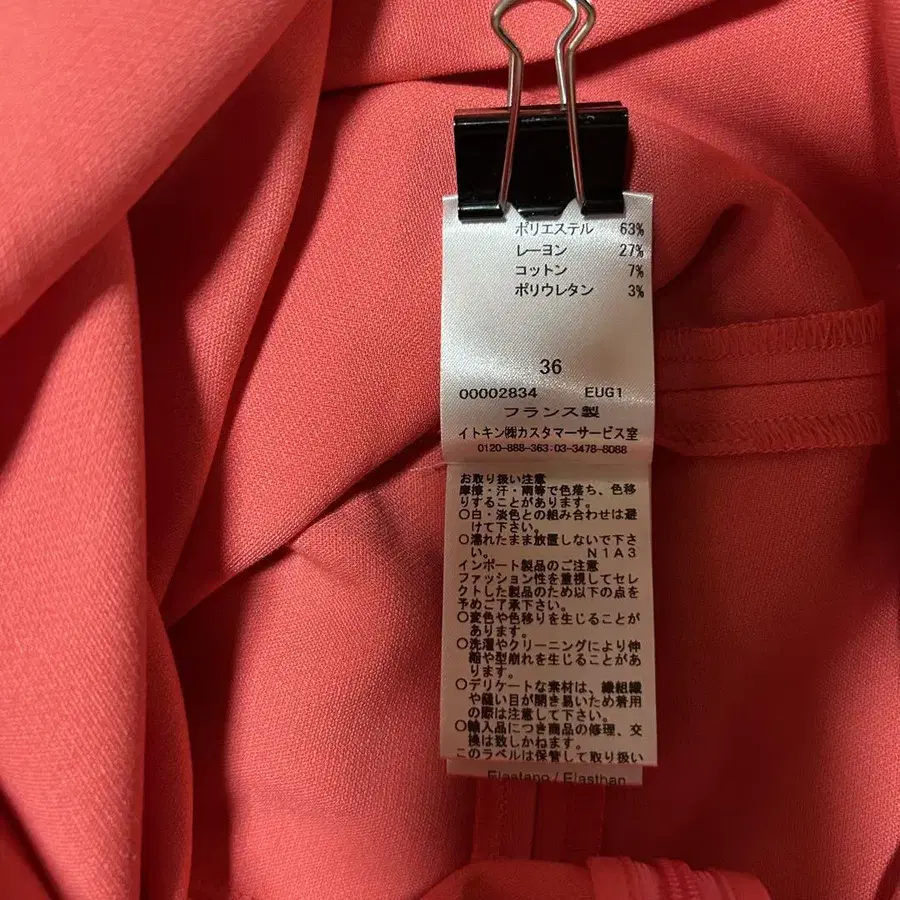 ポリエステル 63%
レーヨン 27%
コットン 7%
ポリウレタン 3%
36
00002834 EUG1
フランス製
イトキン㈱カスタマーサービス室
0120-888-363:03-3478-8088
お取り扱い注意
摩擦・汗・雨等で色落ち、色移
りすることがあります。
○白・淡色との組み合わせは避
けて下さい。
○濡れたまま放置しないで下さ
い。 N1A3
インポート製品のご注意
ファッション性を重視してセレ
クトした製品のため以下の点を
予めご了承下さい。
○変色や色移りを生じることが
あります。
○洗濯やクリーニングにより伸
縮や型崩れを生じることがあ
ります。
○デリケートな素材は、織組織
や縫い目が開き易いため着用
の際は注意して下さい。
○輸入品につき商品の修理、交
換は致しかねます。
このラベルは保管して取り扱い
Elastano / Elasthan